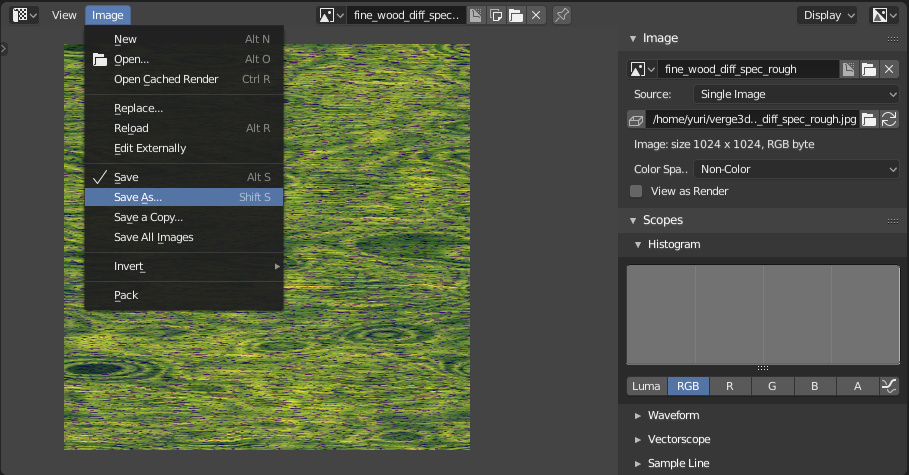 View Image fine_wood_diff_spec.. Display
New Alt N
Open... Alt O
Open Cached Render Ctrl R
Replace...
Reload Alt R
Edit Externally
Save Alt S
Save As... Shift S
Save a Copy...
Save All Images
Invert
Pack
Image
fine_wood_diff_spec_rough
Source: Single Image
/home/yuri/verge3d.._diff_spec_rough.jpg
Image: size 1024 x 1024, RGB byte
Color Spa.. Non-Color
View as Render
Scopes
Histogram
Luma RGB R G B A
Waveform
Vectorscope
Sample Line